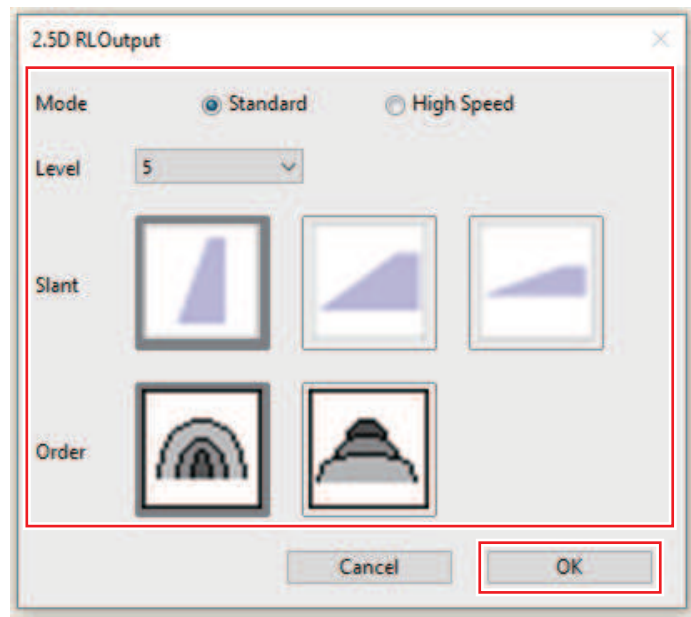 2.5D RLOutput
Mode Standard High Speed
Level 5
Slant
Order
Cancel OK